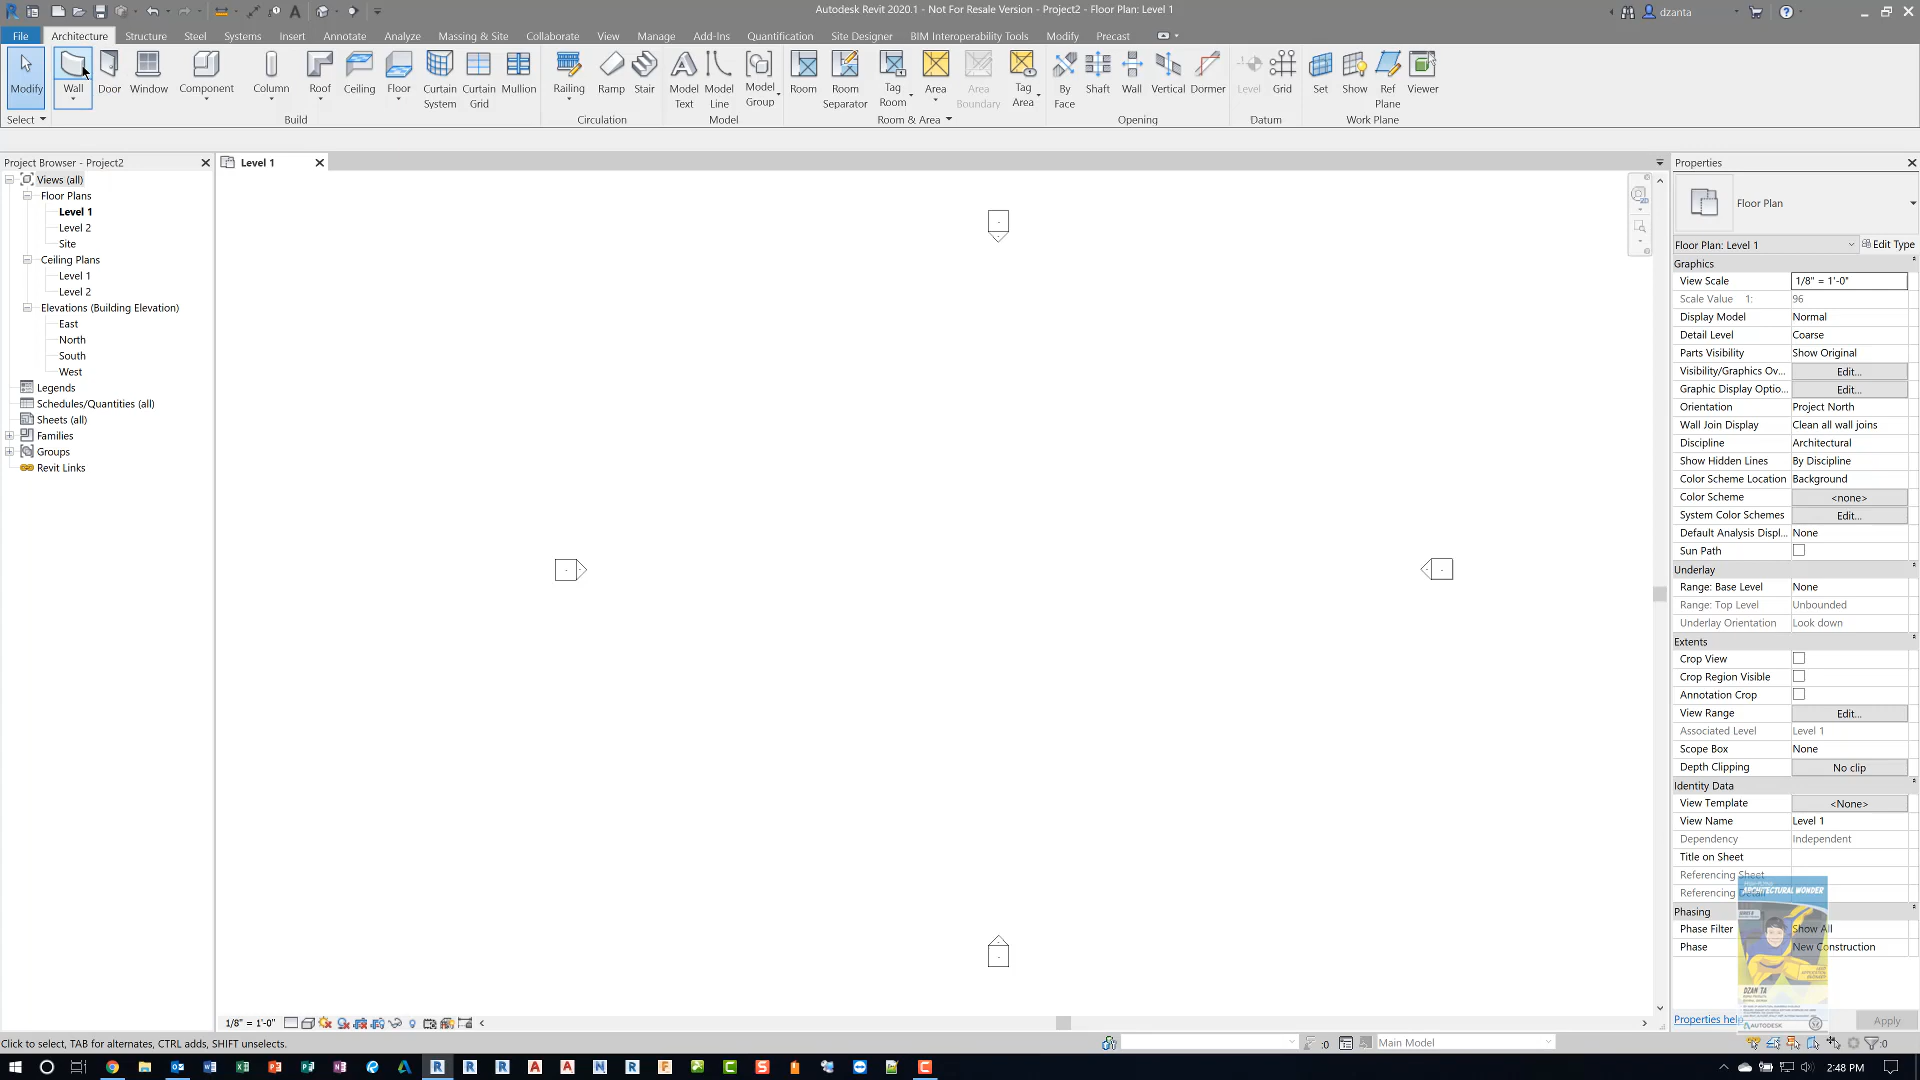 Autodesk Revit 2020.1 - Not For Resale Version - Project2 - Floor Plan: Level 1
dzanta
File Architecture Structure Steel Systems Insert Annotate Analyze Massing & Site Collaborate View Manage Add-Ins Quantification Site Designer BIM Interoperability Tools Modify Precast
Modify Wall Door Window Component Column Roof Ceiling Floor Curtain System Curtain Grid Mullion Railing Ramp Stair Model Text Model Line Model Group Room Room Separator Tag Room Area Area Boundary Tag Area By Face Shaft Wall Vertical Dormer Level Grid Set Show Ref Plane Viewer
Select Build Circulation Model Room & Area Opening Datum Work Plane
Project Browser - Project2
Views (all)
Floor Plans
Level 1
Level 2
Site
Ceiling Plans
Level 1
Level 2
Elevations (Building Elevation)
East
North
South
West
Legends
Schedules/Quantities (all)
Sheets (all)
Families
Groups
Revit Links
Level 1
Properties
Floor Plan
Floor Plan: Level 1 Edit Type
Graphics
View Scale 1/8" = 1'-0"
Scale Value 1: 96
Display Model Normal
Detail Level Coarse
Parts Visibility Show Original
Visibility/Graphics Ov... Edit...
Graphic Display Optio... Edit...
Orientation Project North
Wall Join Display Clean all wall joins
Discipline Architectural
Show Hidden Lines By Discipline
Color Scheme Location Background
Color Scheme <none>
System Color Schemes Edit...
Default Analysis Displ... None
Sun Path
Underlay
Range: Base Level None
Range: Top Level Unbounded
Underlay Orientation Look down
Extents
Crop View
Crop Region Visible
Annotation Crop
View Range Edit...
Associated Level Level 1
Scope Box None
Depth Clipping No clip
Identity Data
View Template <None>
View Name Level 1
Dependency Independent
Title on Sheet
Referencing Sheet
Referencing
ARCHITECTURAL WONDER
Phasing
Phase Filter Show All
Phase New Construction
DZAN TA
AUTODESK
Properties help Apply
1/8" = 1'-0"
Click to select, TAB for alternates, CTRL adds, SHIFT unselects.
:0 Main Model :0
2:48 PM